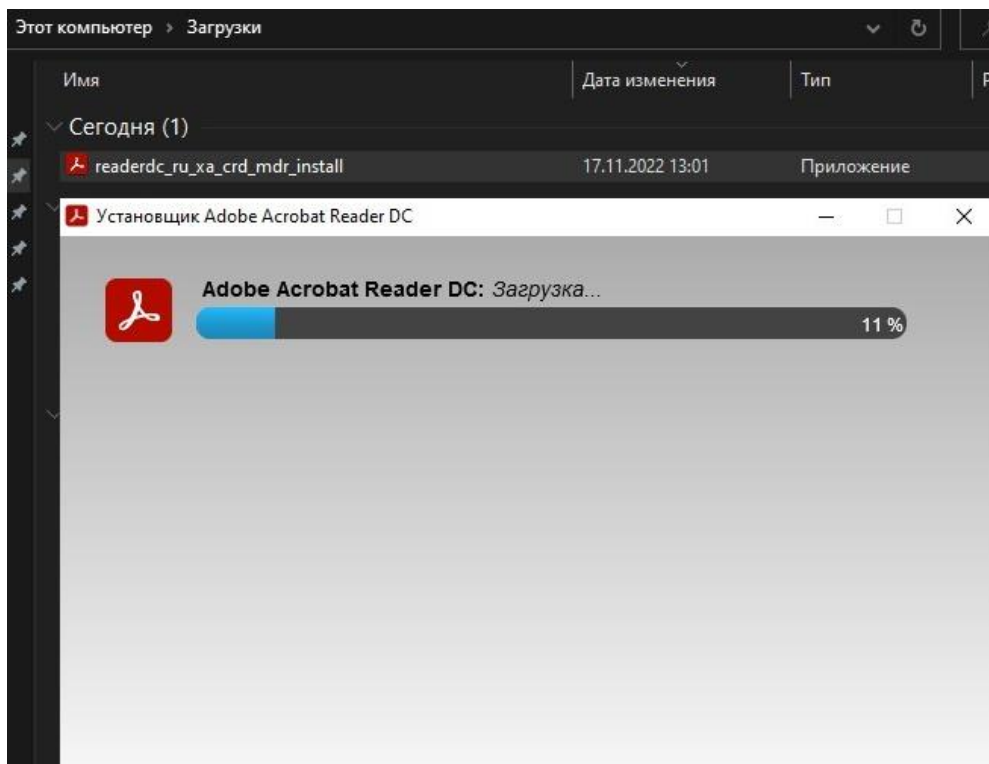 Этот компьютер › Загрузки
Имя Дата изменения Тип
Сегодня (1)
readerdc_ru_xa_crd_mdr_install 17.11.2022 13:01 Приложение
Установщик Adobe Acrobat Reader DC
Adobe Acrobat Reader DC: Загрузка...
11 %